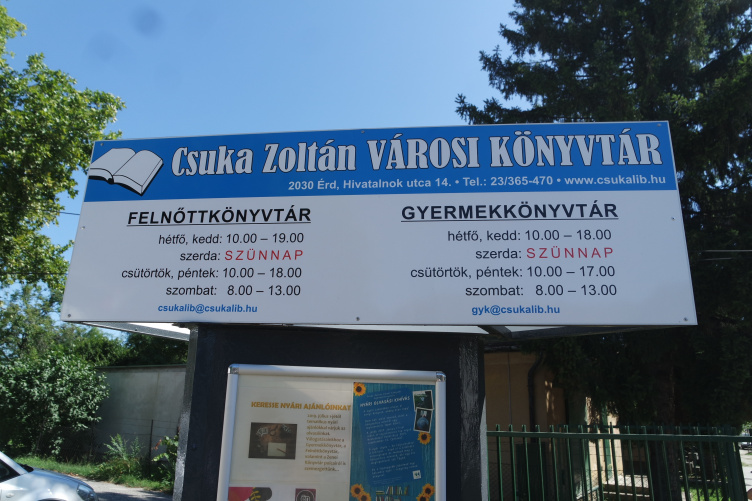 Csuka Zoltán VÁROSI KÖNYVTÁR
2030 Érd, Hivatalnok utca 14. • Tel.: 23/365-470 • www.csukalib.hu
FELNŐTTKÖNYVTÁR
hétfő, kedd: 10.00 – 19.00
szerda: SZÜNNAP
csütörtök, péntek: 10.00 – 18.00
szombat: 8.00 – 13.00
csukalib@csukalib.hu
GYERMEKKÖNYVTÁR
hétfő, kedd: 10.00 – 18.00
szerda: SZÜNNAP
csütörtök, péntek: 10.00 – 17.00
szombat: 8.00 – 13.00
gyk@csukalib.hu
KERESSE NYÁRI AJÁNLÓINKAT